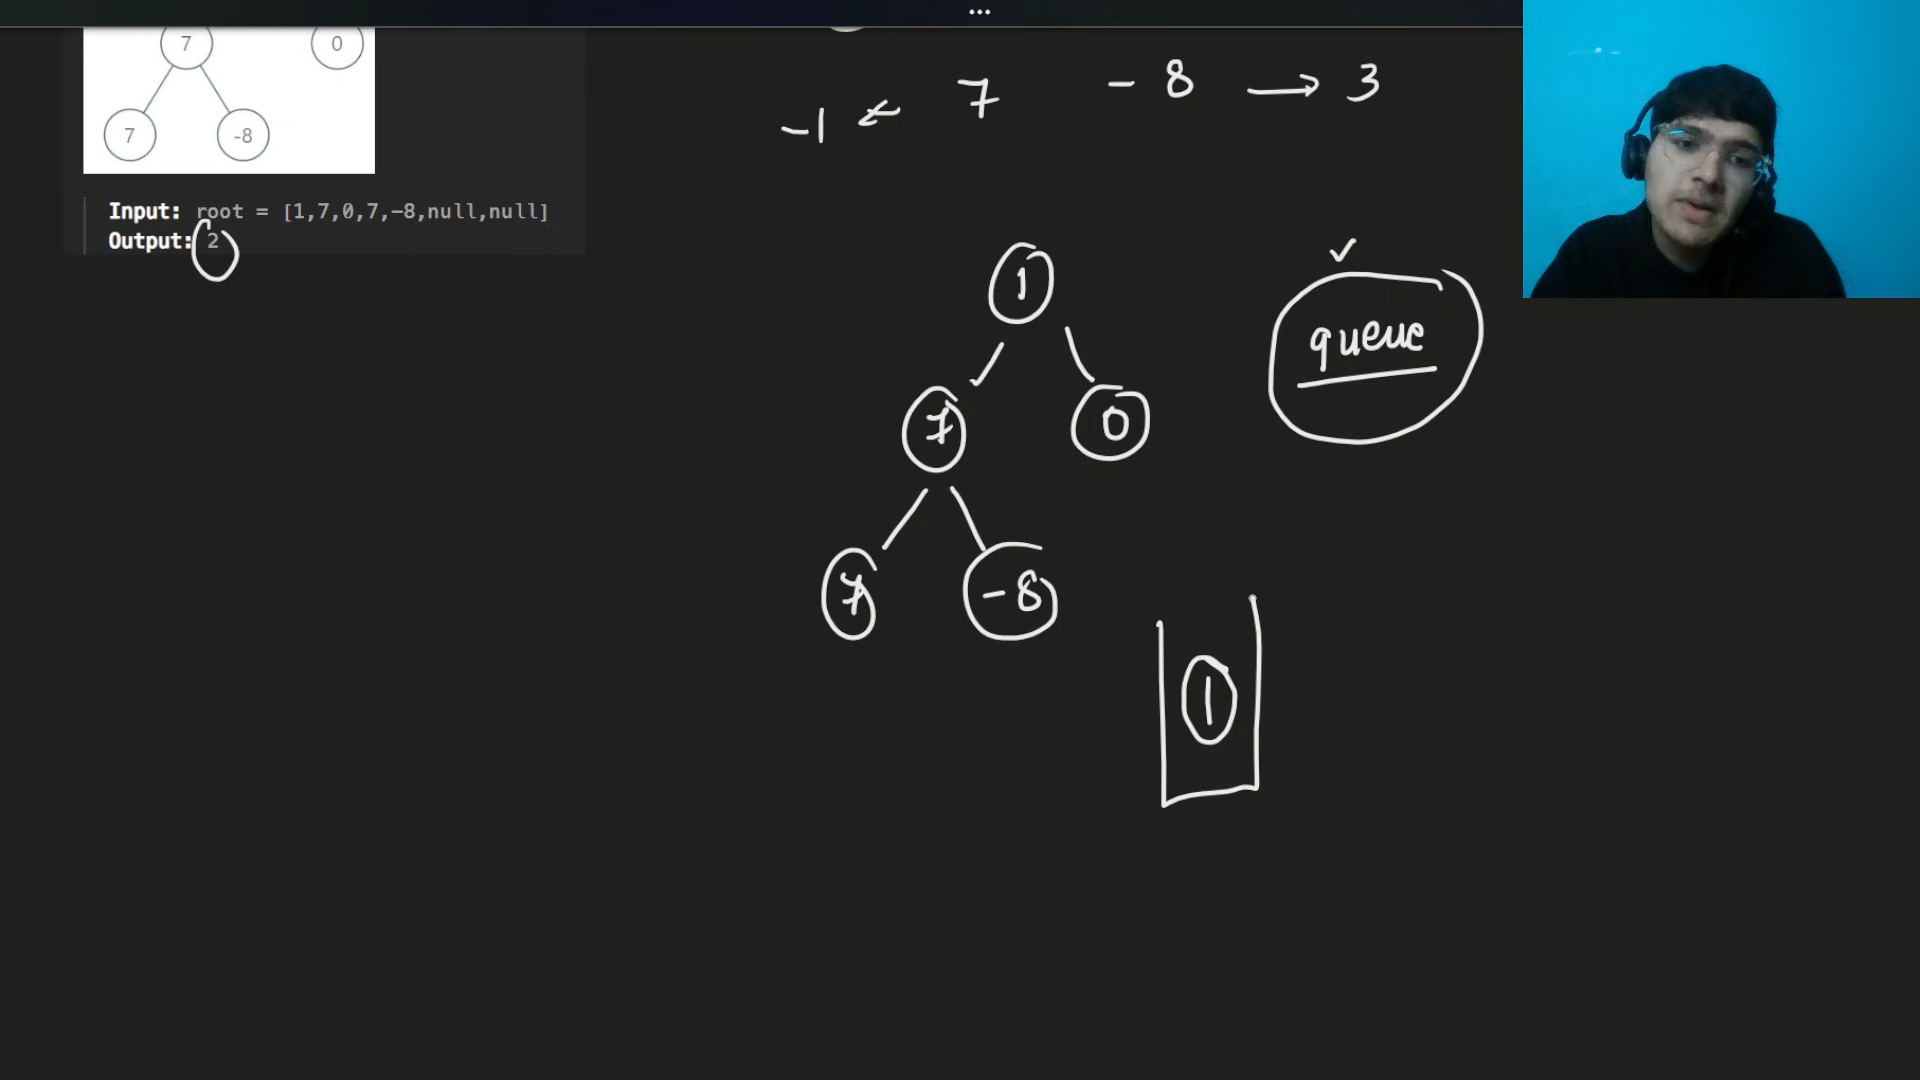 ...
7 0
7 -8
Input: root = [1,7,0,7,-8,null,null]
Output: 2
-1 ← 7 -8 → 3
1
✓
queue
7 0
7 -8
1